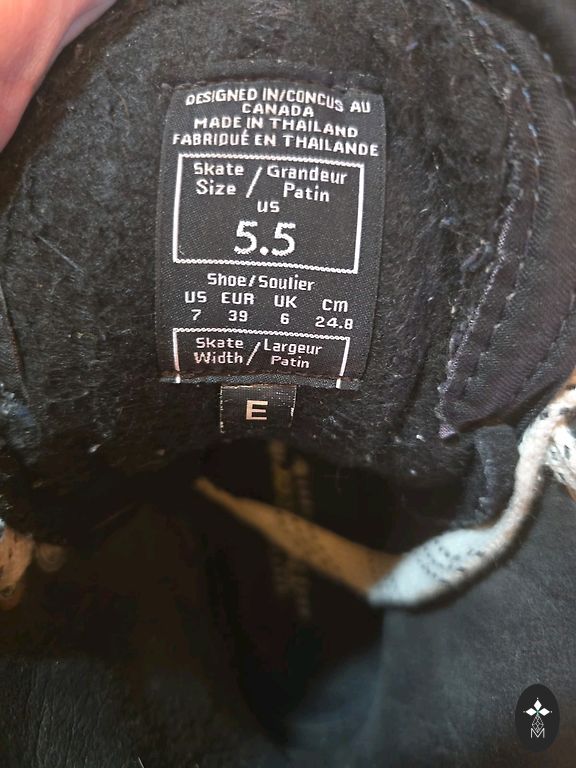 DESIGNED IN/CONCUS AU
CANADA
MADE IN THAILAND
FABRIQUÉ EN THAILANDE
Skate / Grandeur
Size / Patin
US
5.5
Shoe/Soulier
US EUR UK cm
7 39 6 24.8
Skate / Largeur
Width / Patin
E
M